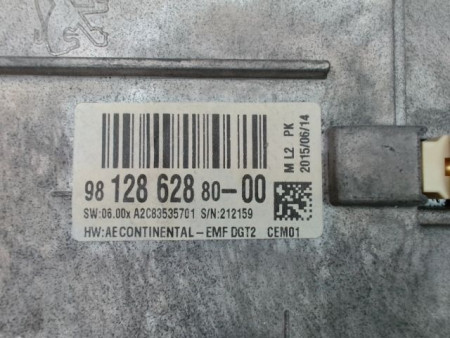 98 128 628 80-00
SW:06.00x A2C83535701 S/N:212159
HW:AE CONTINENTAL-EMF DGT2 CEM01
M L2 PK
2015/06/14